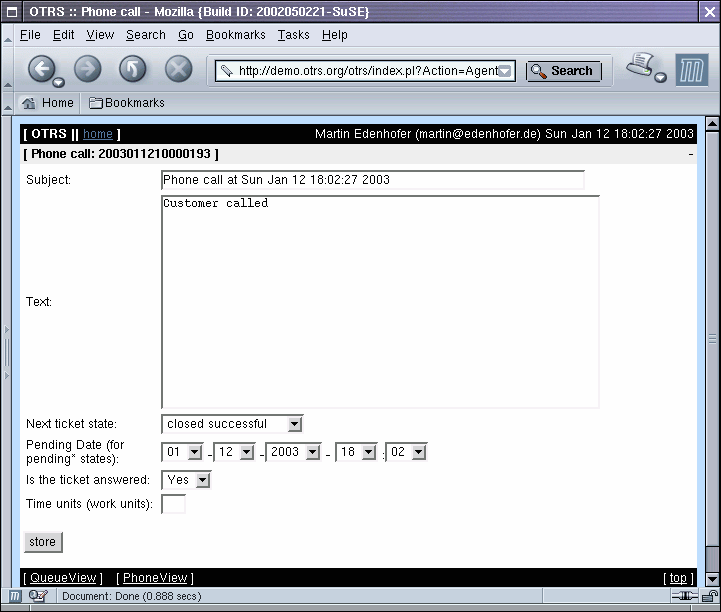 OTRS :: Phone call - Mozilla {Build ID: 2002050221-SuSE}
File Edit View Search Go Bookmarks Tasks Help
http://demo.otrs.org/otrs/index.pl?Action=Agent Search
Home Bookmarks
[ OTRS || home ] Martin Edenhofer (martin@edenhofer.de) Sun Jan 12 18:02:27 2003
[ Phone call: 2003011210000193 ] -
Subject: Phone call at Sun Jan 12 18:02:27 2003
Customer called
Text:
Next ticket state: closed successful
Pending Date (for
pending* states): 01 - 12 - 2003 - 18 : 02
Is the ticket answered: Yes
Time units (work units):
store
[ QueueView ] [ PhoneView ] [ top ]
Document: Done (0.888 secs)